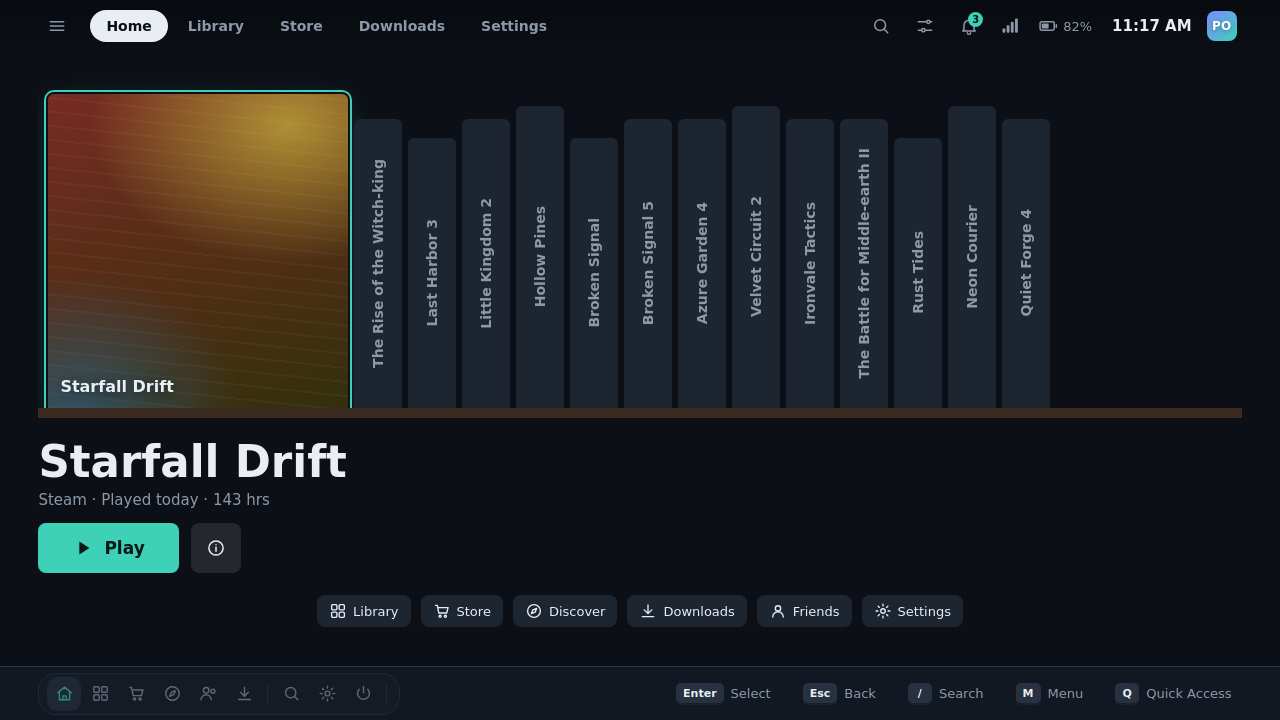 Home
Library
Store
Downloads
Settings
3
82%
11:17 AM
PO
Starfall Drift
The Rise of the Witch-king
Last Harbor 3
Little Kingdom 2
Hollow Pines
Broken Signal
Broken Signal 5
Azure Garden 4
Velvet Circuit 2
Ironvale Tactics
The Battle for Middle-earth II
Rust Tides
Neon Courier
Quiet Forge 4
Starfall Drift
Steam · Played today · 143 hrs
Play
Library
Store
Discover
Downloads
Friends
Settings
Enter Select
Esc Back
/ Search
M Menu
Q Quick Access